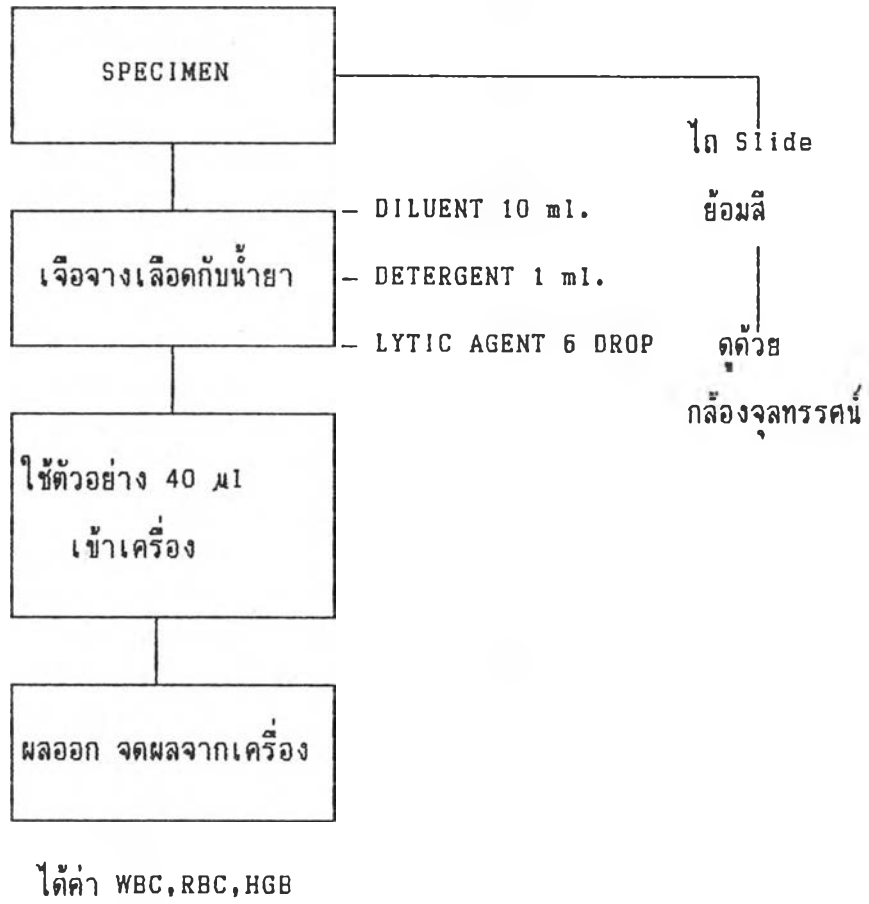 SPECIMEN
ไถ Slide
ย้อมสี
ดูด้วย
กล้องจุลทรรศน์
เจือจางเลือดกับน้ำยา
– DILUENT 10 ml.
– DETERGENT 1 ml.
– LYTIC AGENT 6 DROP
ใช้ตัวอย่าง 40 µl
เข้าเครื่อง
ผลออก จดผลจากเครื่อง
ได้ค่า WBC,RBC,HGB